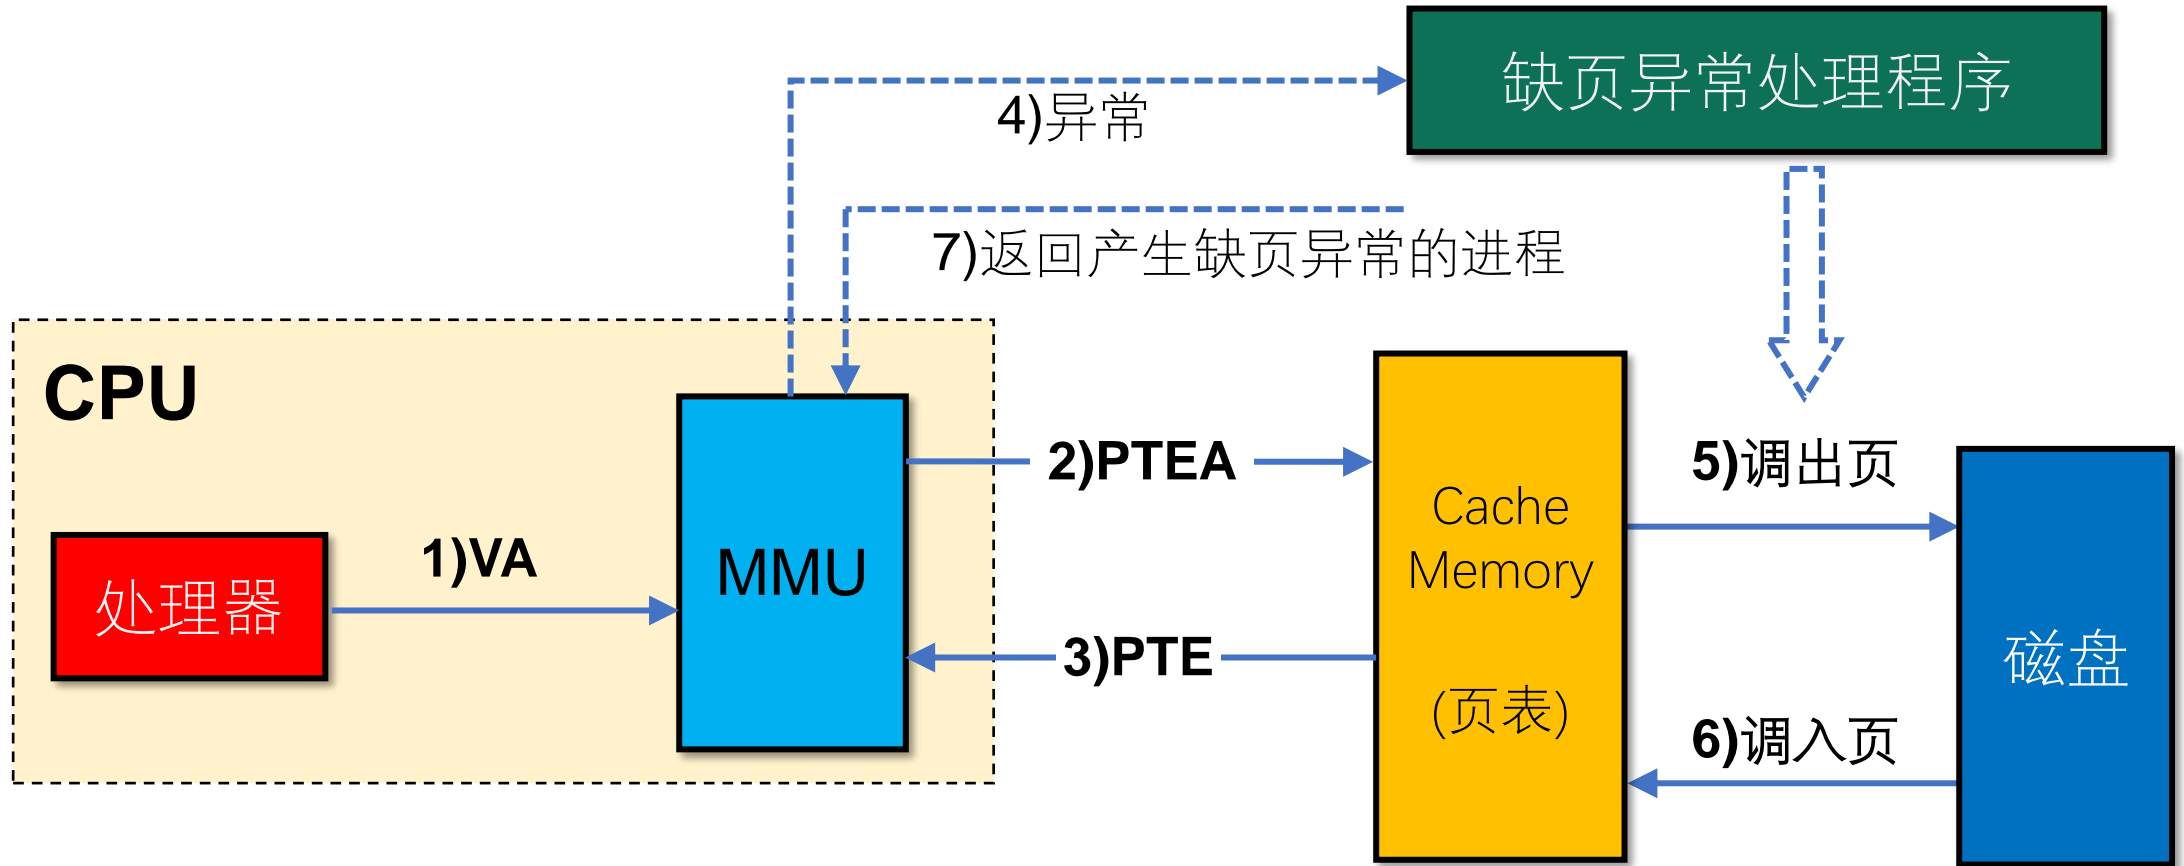 缺页异常处理程序
4)异常
7)返回产生缺页异常的进程
CPU
2)PTEA
5)调出页
Cache
1)VA
MMU
Memory
处理器
3)PTE
磁盘
(页表)
6)调入页